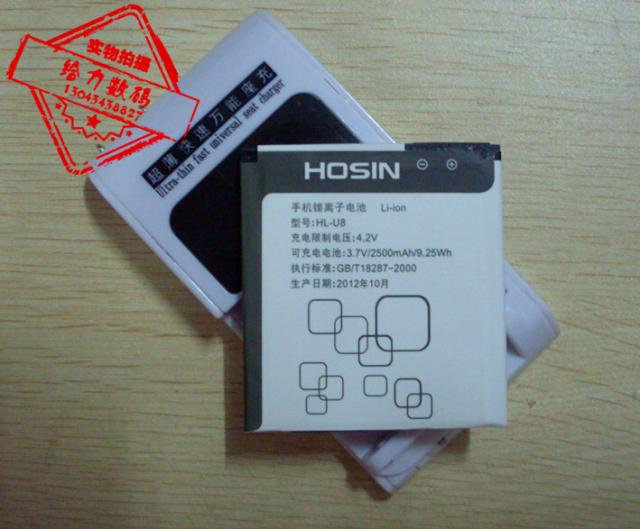 实物拍摄
给力数码
13043438827
超薄快速万能座充
Ultra-thin fast universal seat charger
HOSIN
手机锂离子电池 Li-ion
型号:HL-U8
充电限制电压:4.2V
可充电电池:3.7V/2500mAh/9.25Wh
执行标准:GB/T18287-2000
生产日期:2012年10月